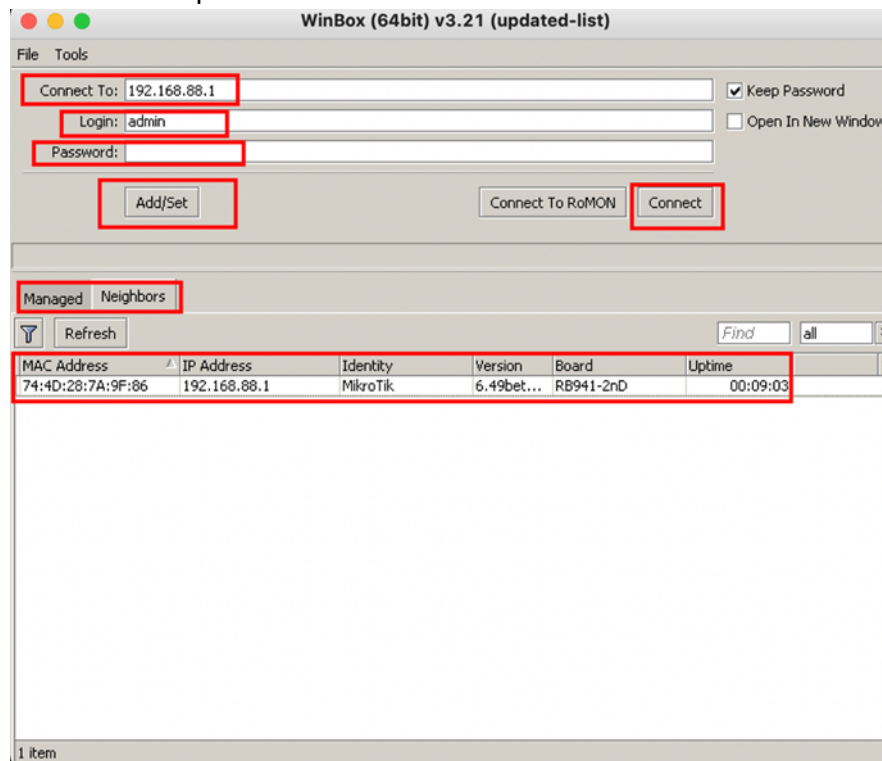 WinBox (64bit) v3.21 (updated-list)
File Tools
Connect To: 192.168.88.1
Keep Password
Login: admin
Open In New Window
Password:
Add/Set
Connect To RoMON
Connect
Managed Neighbors
Refresh
Find
all
MAC Address IP Address Identity Version Board Uptime
74:4D:28:7A:9F:86 192.168.88.1 MikroTik 6.49bet... RB941-2nD 00:09:03
1 item